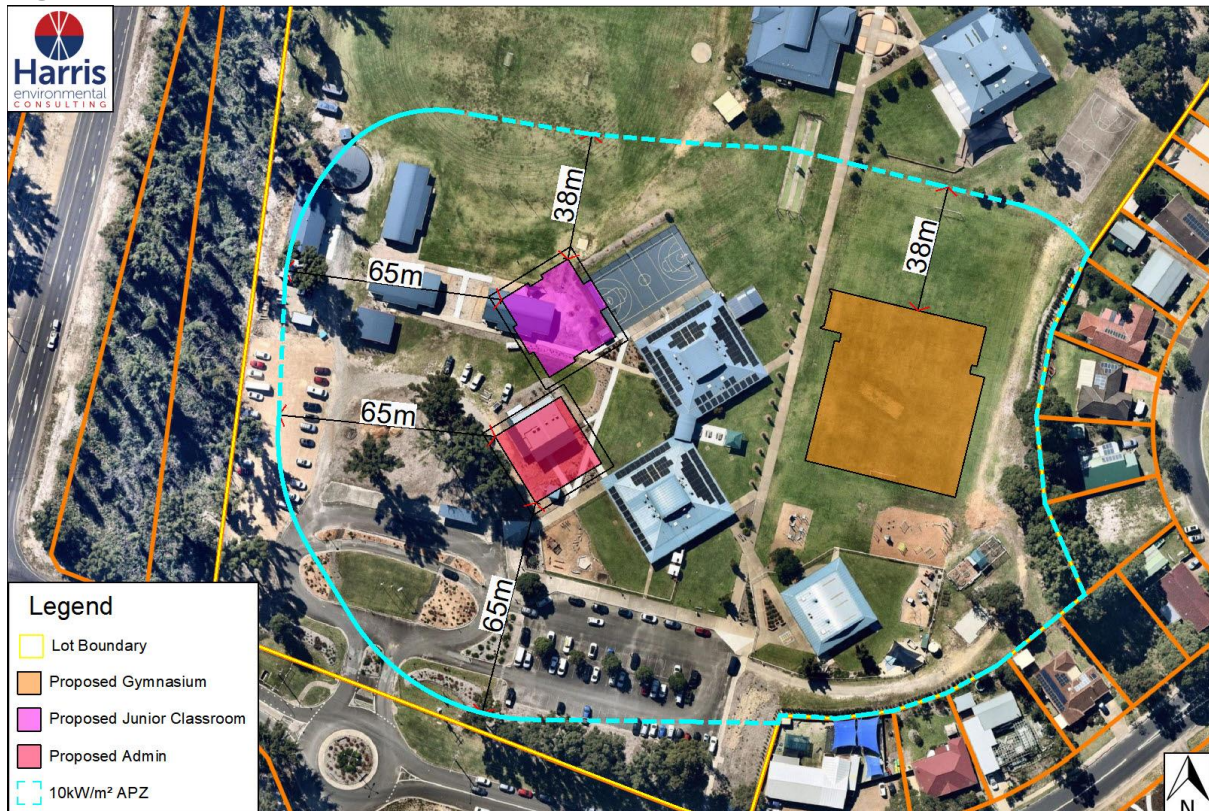 Harris
environmental
CONSULTING
38m
38m
65m
65m
65m
Legend
Lot Boundary
Proposed Gymnasium
Proposed Junior Classroom
Proposed Admin
10kW/m² APZ
N